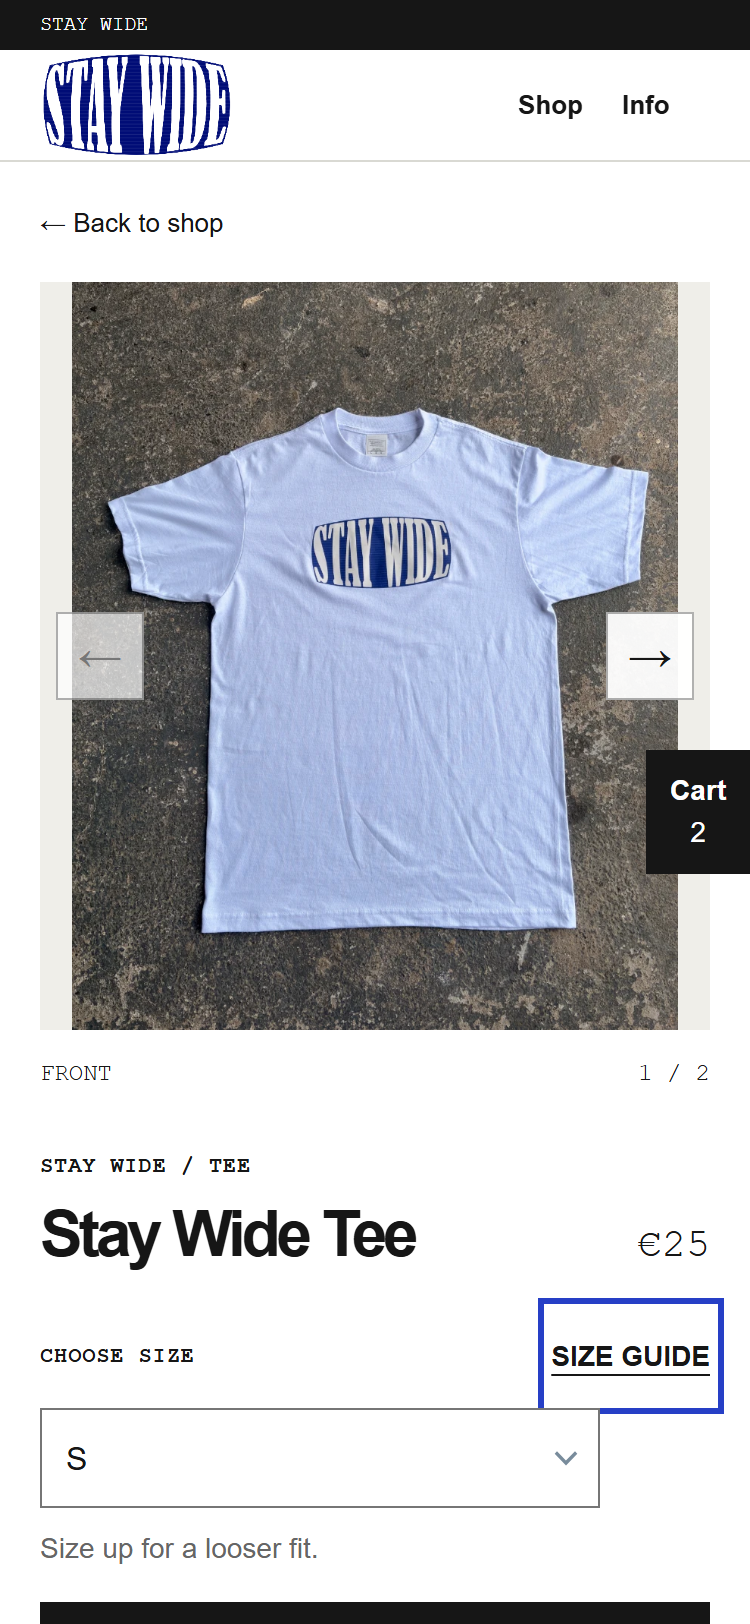 STAY WIDE
STAY WIDE
Shop
Info
← Back to shop
STAY WIDE
←
→
Cart
2
FRONT
1 / 2
STAY WIDE / TEE
Stay Wide Tee
€25
CHOOSE SIZE
SIZE GUIDE
S
Size up for a looser fit.